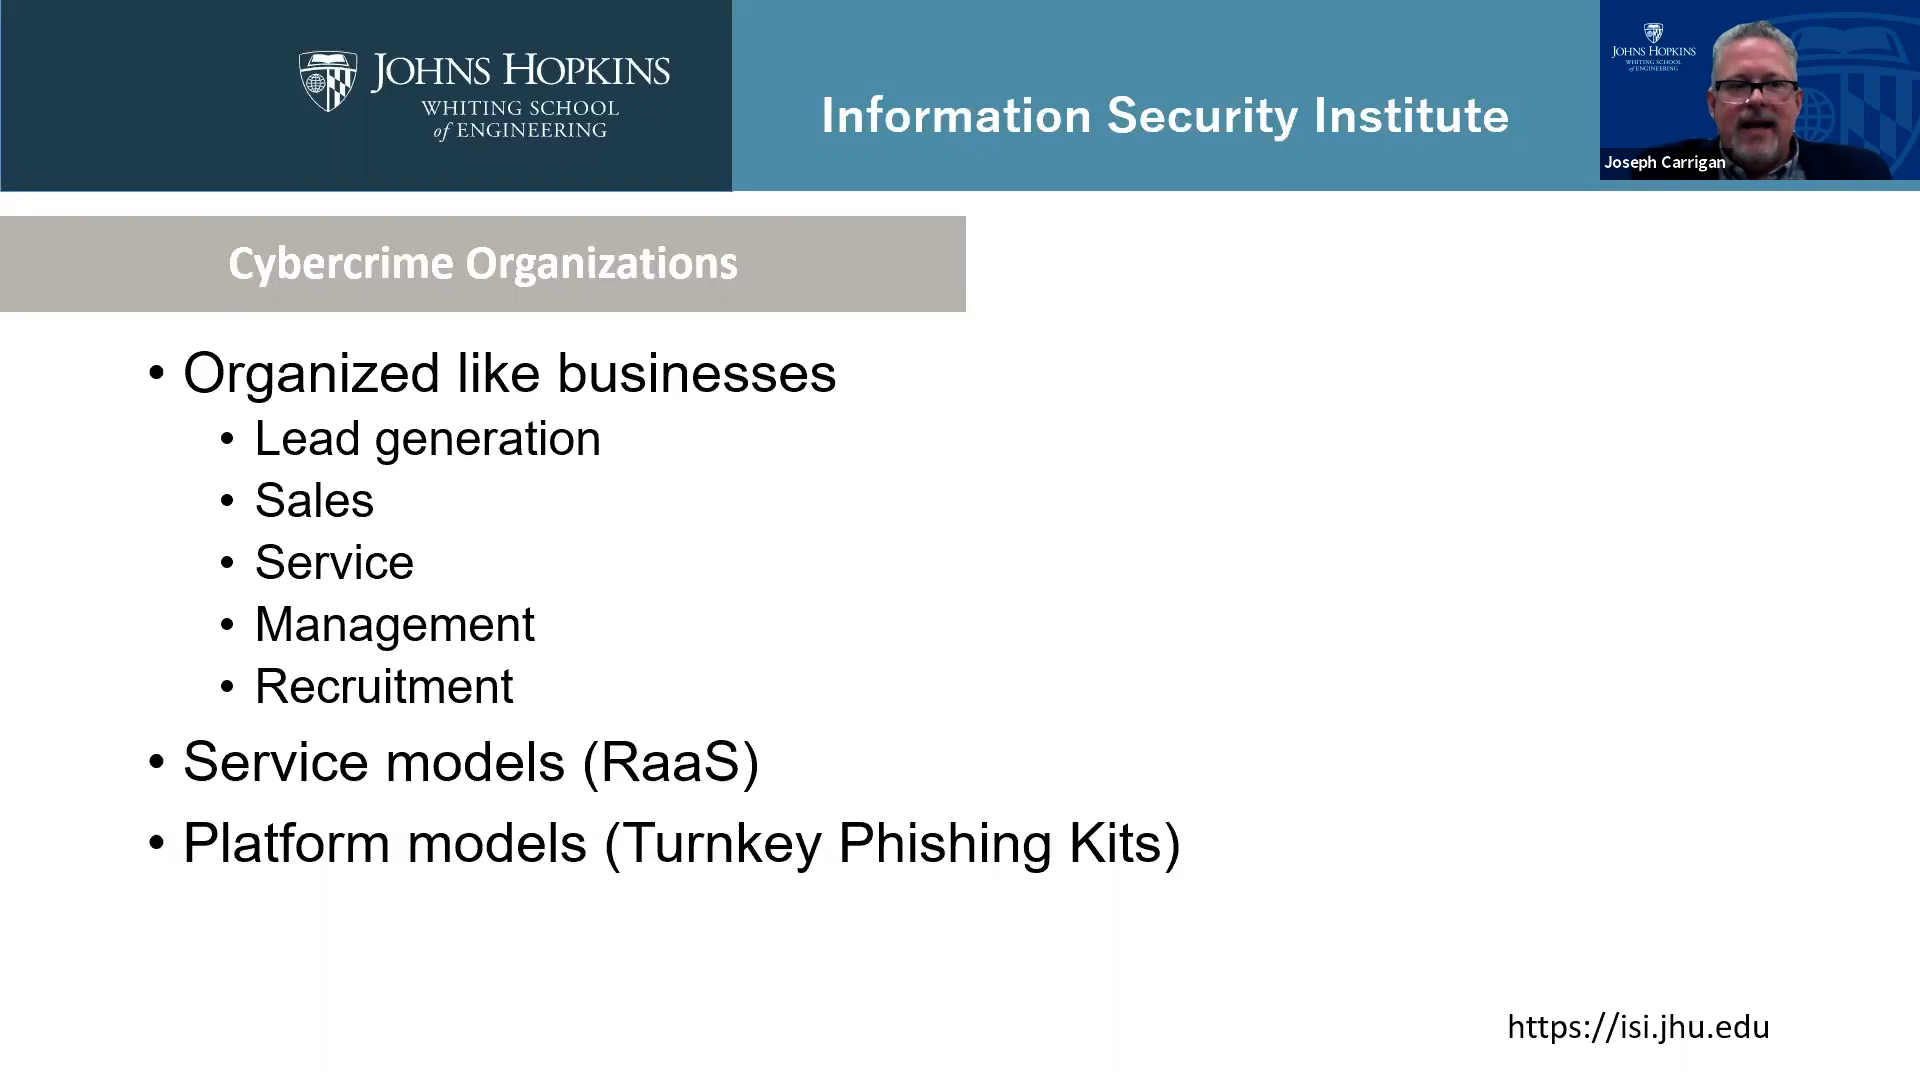 JOHNS HOPKINS
WHITING SCHOOL
of ENGINEERING
Information Security Institute
JOHNS HOPKINS
WHITING SCHOOL
of ENGINEERING
Joseph Carrigan
Cybercrime Organizations
• Organized like businesses
• Lead generation
• Sales
• Service
• Management
• Recruitment
• Service models (RaaS)
• Platform models (Turnkey Phishing Kits)
https://isi.jhu.edu